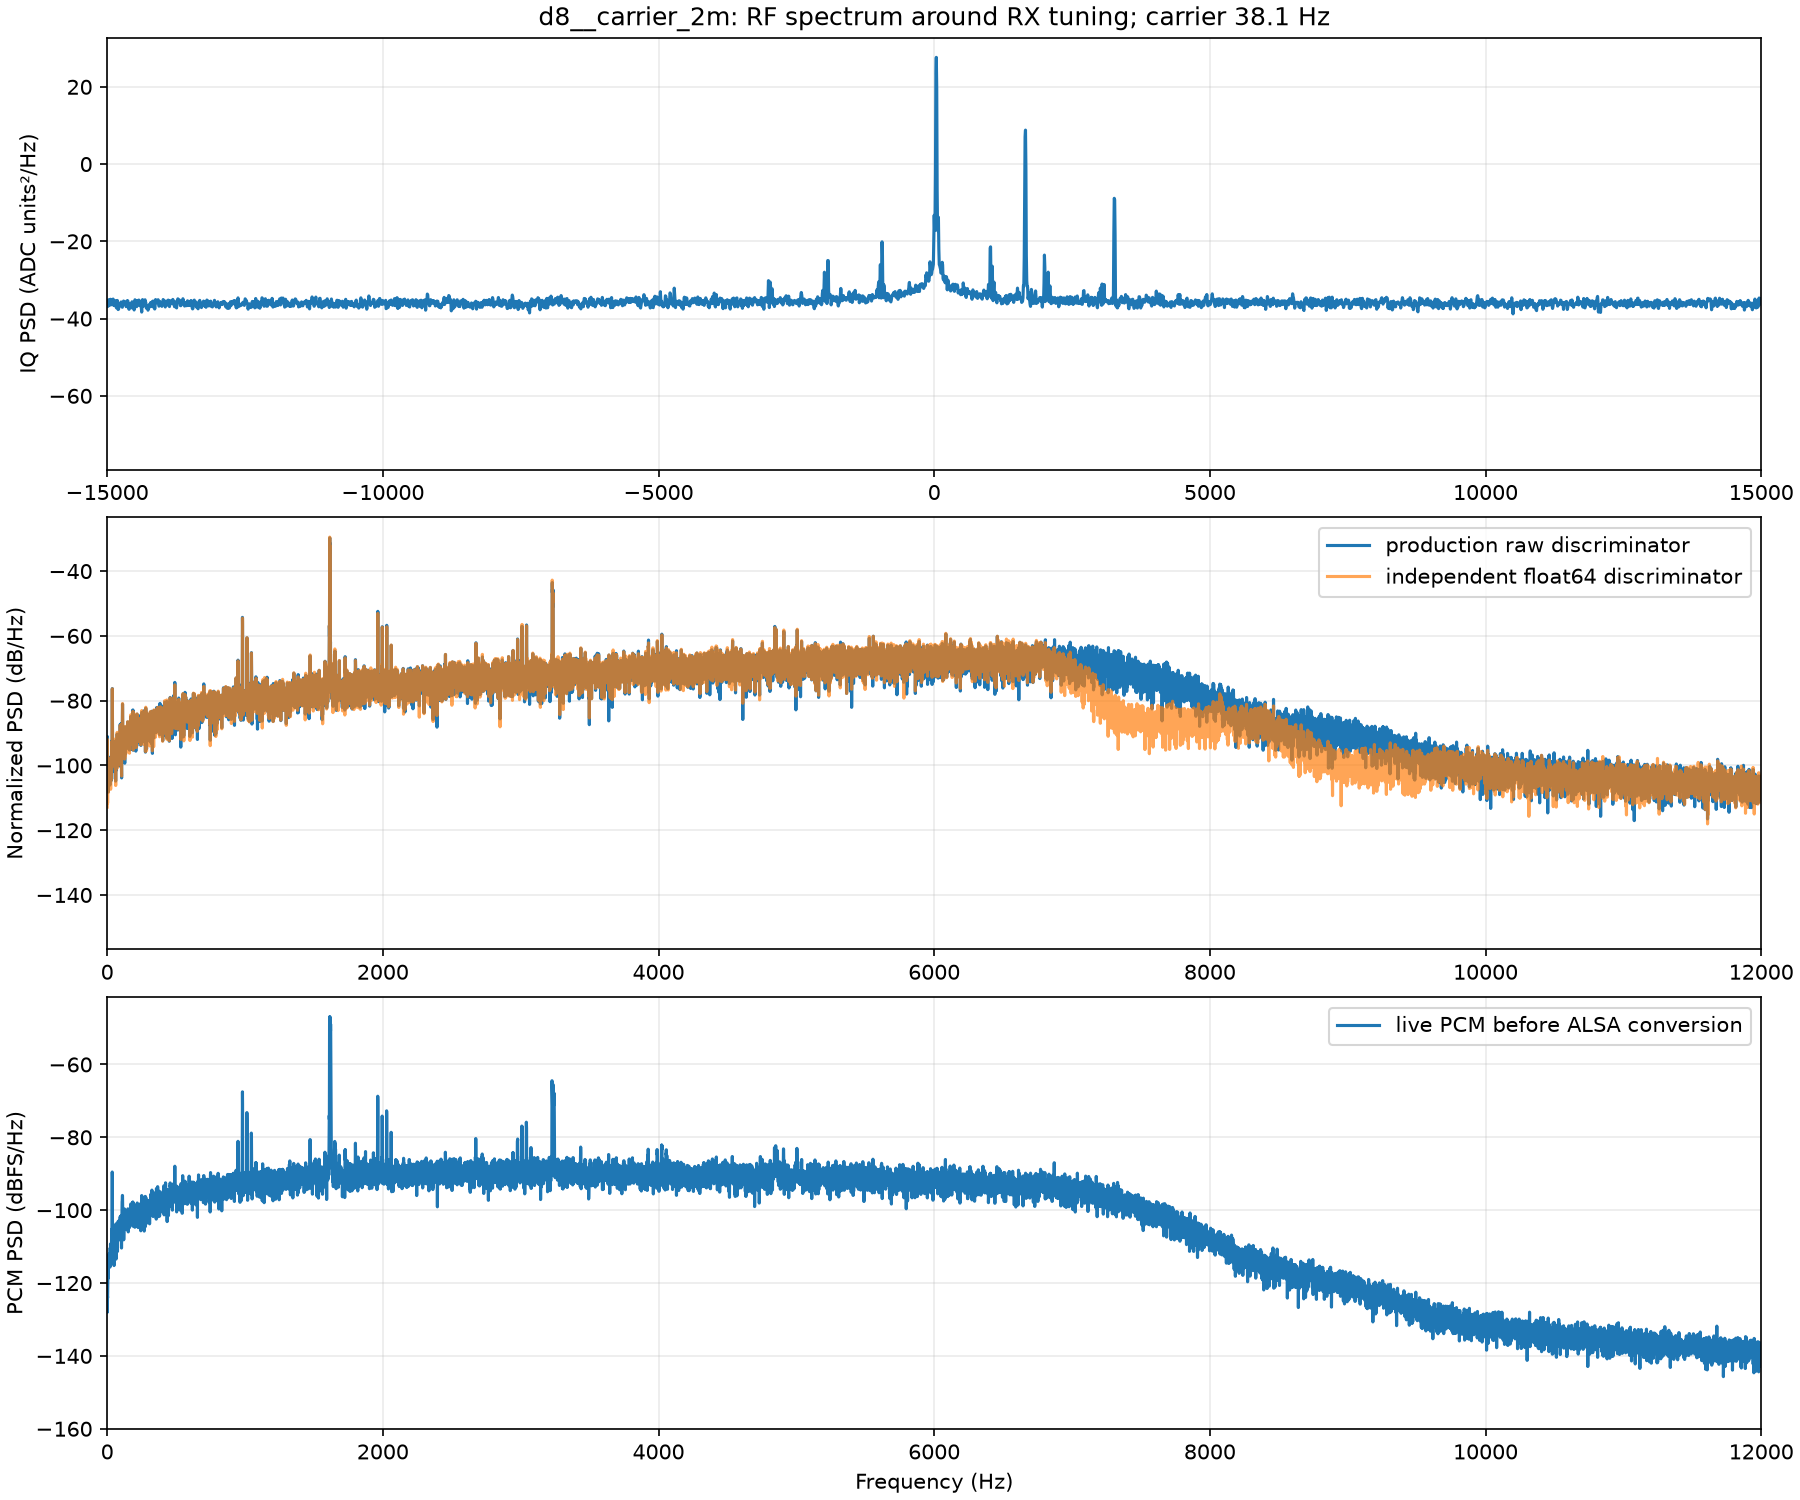 d8__carrier_2m: RF spectrum around RX tuning; carrier 38.1 Hz
IQ PSD (ADC units²/Hz)
20
0
−20
−40
−60
−15000 −10000 −5000 0 5000 10000 15000
Normalized PSD (dB/Hz)
production raw discriminator
independent float64 discriminator
−40
−60
−80
−100
−120
−140
0 2000 4000 6000 8000 10000 12000
PCM PSD (dBFS/Hz)
live PCM before ALSA conversion
−60
−80
−100
−120
−140
−160
0 2000 4000 6000 8000 10000 12000
Frequency (Hz)